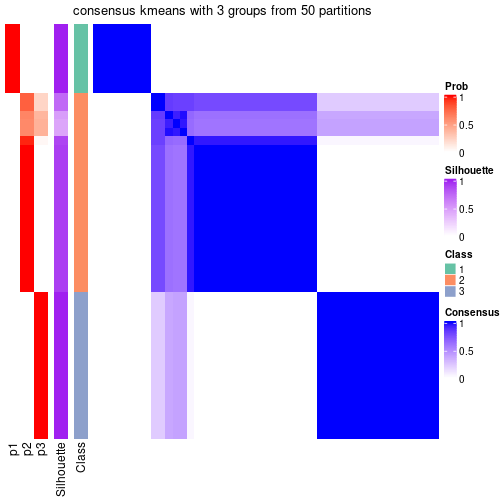 consensus kmeans with 3 groups from 50 partitions
Prob
1
0.5
0
Silhouette
1
0.5
0
Class
1
2
3
Consensus
1
0.5
0
p1
p2
p3
Silhouette
Class